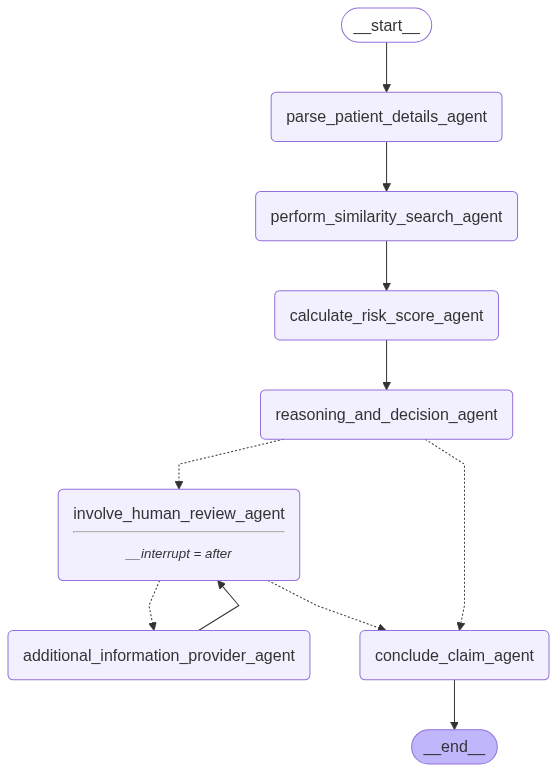 __start__
parse_patient_details_agent
perform_similarity_search_agent
calculate_risk_score_agent
reasoning_and_decision_agent
involve_human_review_agent
__interrupt = after
additional_information_provider_agent
conclude_claim_agent
__end__